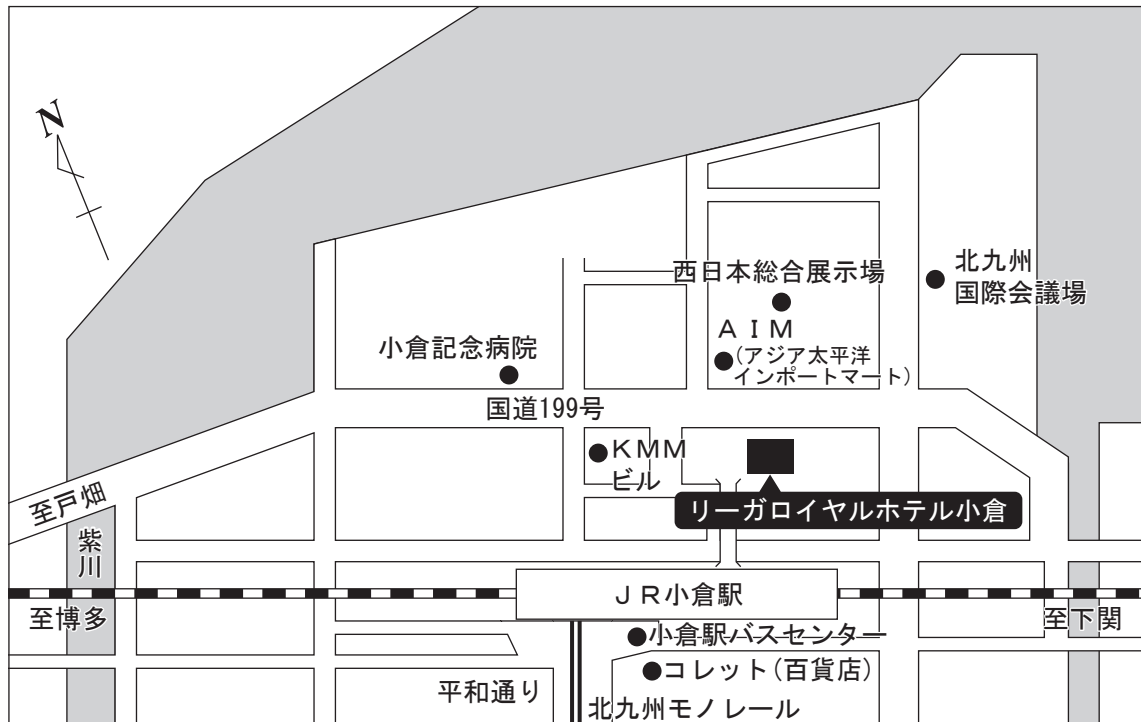 N
北九州
国際会議場
西日本総合展示場
ＡＩＭ
（アジア太平洋
インポートマート）
小倉記念病院
国道199号
ＫＭＭ
ビル
至戸畑
リーガロイヤルホテル小倉
紫川
ＪＲ小倉駅
至博多
至下関
小倉駅バスセンター
コレット（百貨店）
平和通り
北九州モノレール